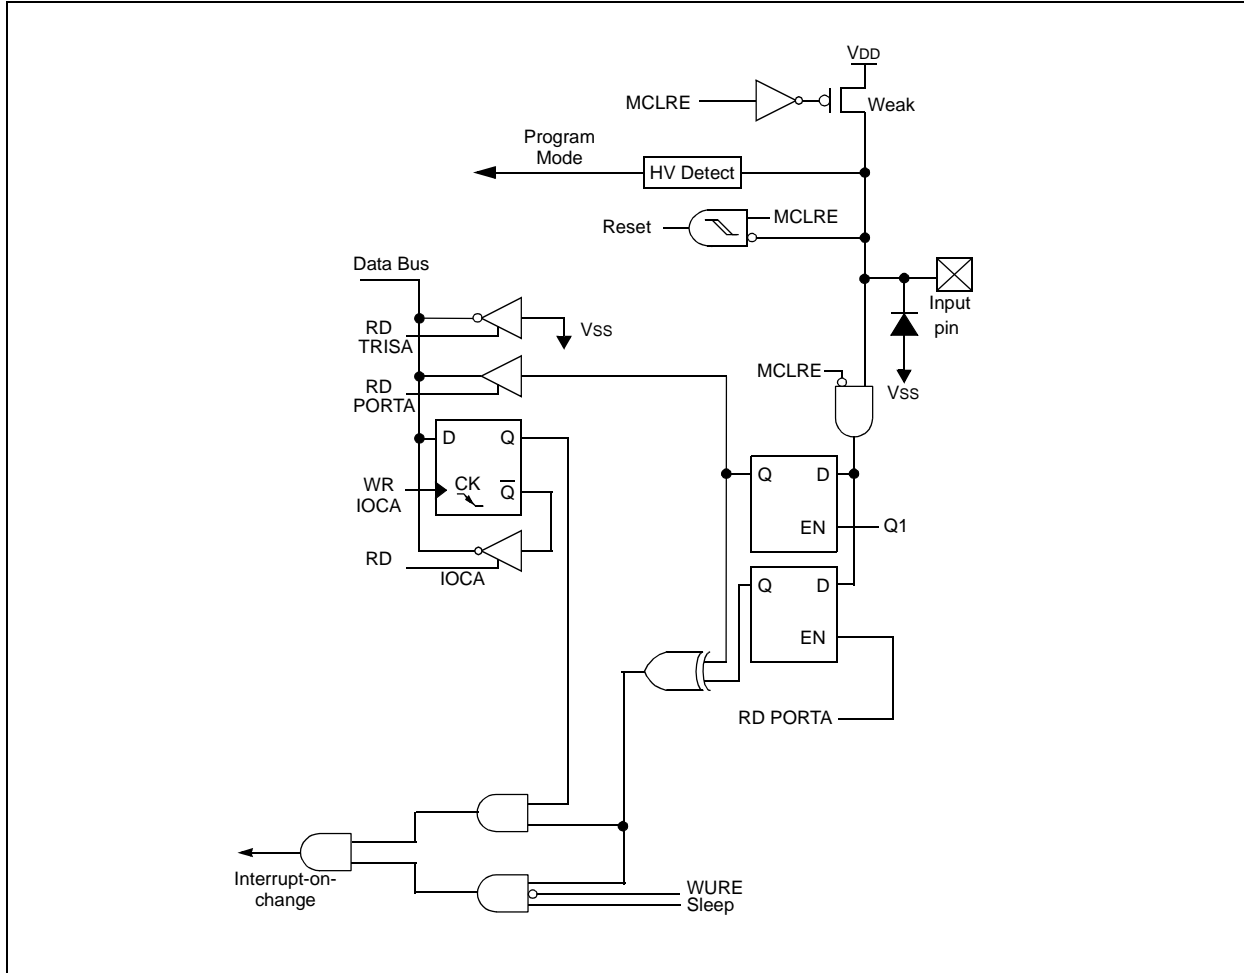 VDD
MCLRE
Weak
Program
Mode
HV Detect
MCLRE
Reset
Data Bus
Input
pin
RD
TRISA
VSS
MCLRE
VSS
RD
PORTA
D Q
Q D
WR
IOCA
CK
Q
EN
Q1
RD
IOCA
Q D
EN
RD PORTA
Interrupt-on-
change
WURE
Sleep